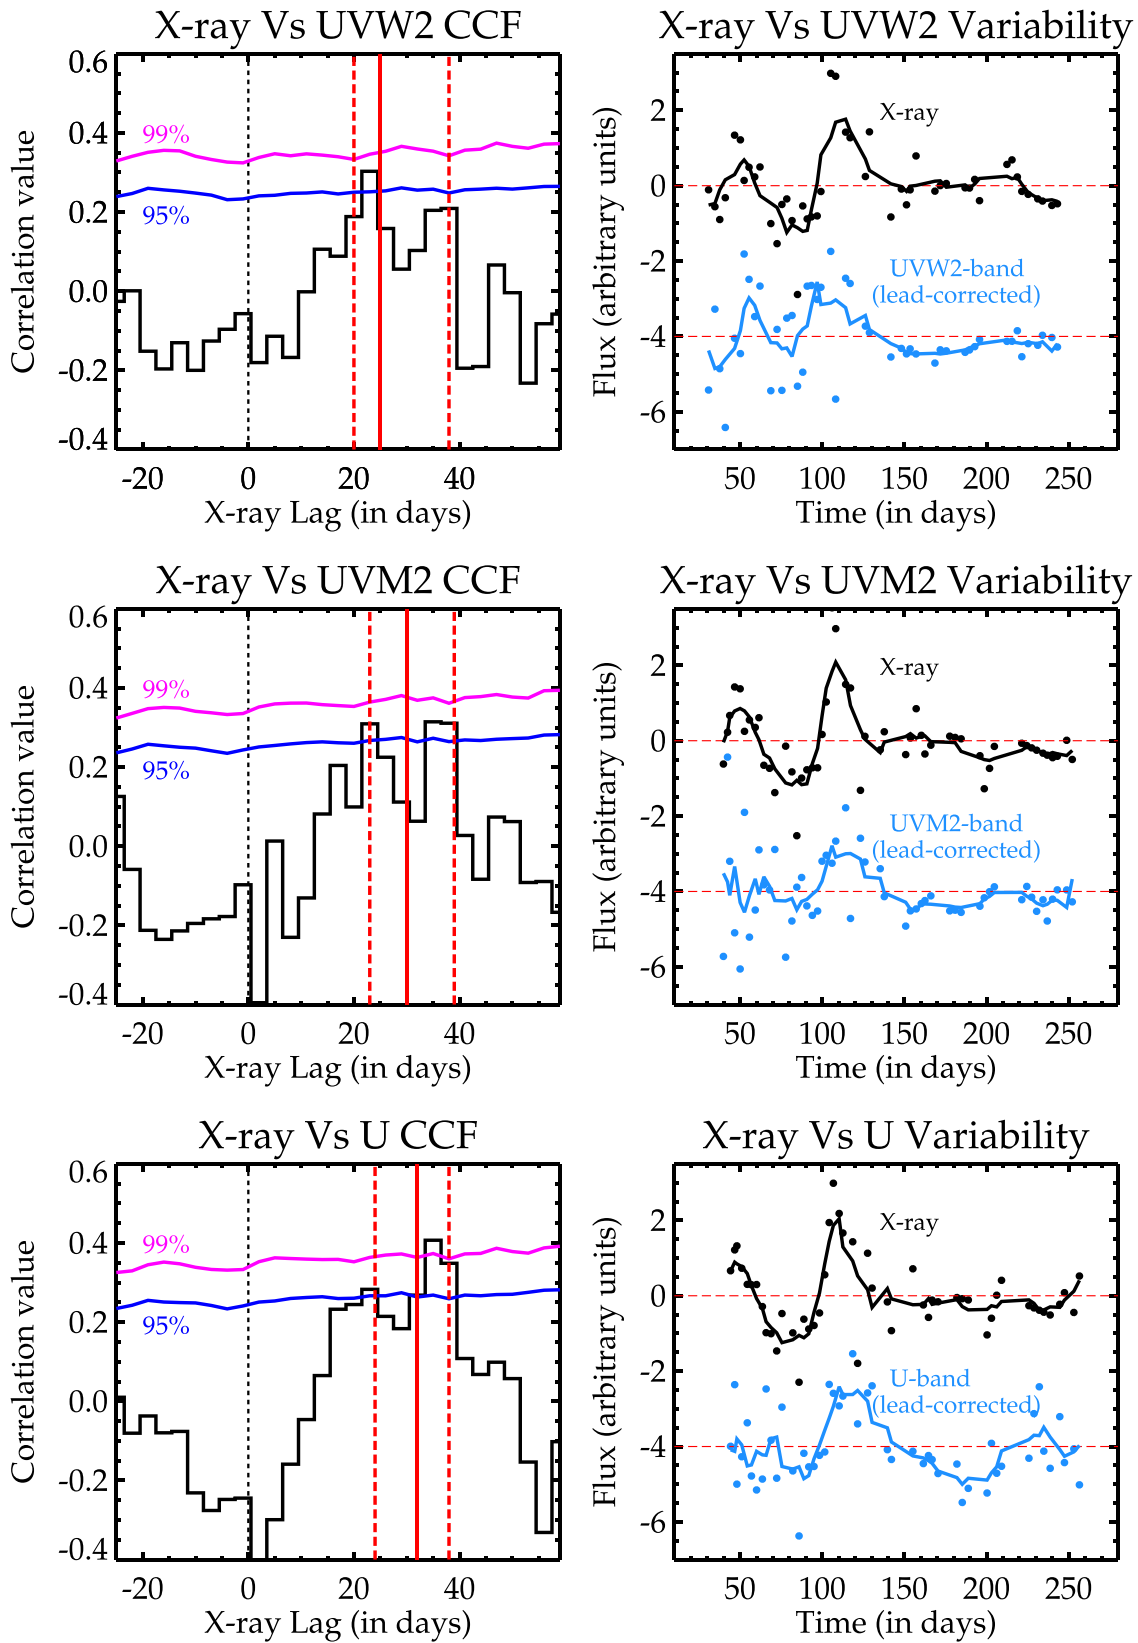 X-ray Vs UVW2 CCF
Correlation value
0.6
0.4
0.2
0.0
-0.2
-0.4
99%
95%
-20 0 20 40
X-ray Lag (in days)
X-ray Vs UVW2 Variability
Flux (arbitrary units)
2
0
-2
-4
-6
X-ray
UVW2-band
(lead-corrected)
50 100 150 200 250
Time (in days)
X-ray Vs UVM2 CCF
Correlation value
0.6
0.4
0.2
0.0
-0.2
-0.4
99%
95%
-20 0 20 40
X-ray Lag (in days)
X-ray Vs UVM2 Variability
Flux (arbitrary units)
2
0
-2
-4
-6
X-ray
UVM2-band
(lead-corrected)
50 100 150 200 250
Time (in days)
X-ray Vs U CCF
Correlation value
0.6
0.4
0.2
0.0
-0.2
-0.4
99%
95%
-20 0 20 40
X-ray Lag (in days)
X-ray Vs U Variability
Flux (arbitrary units)
2
0
-2
-4
-6
X-ray
U-band
(lead-corrected)
50 100 150 200 250
Time (in days)